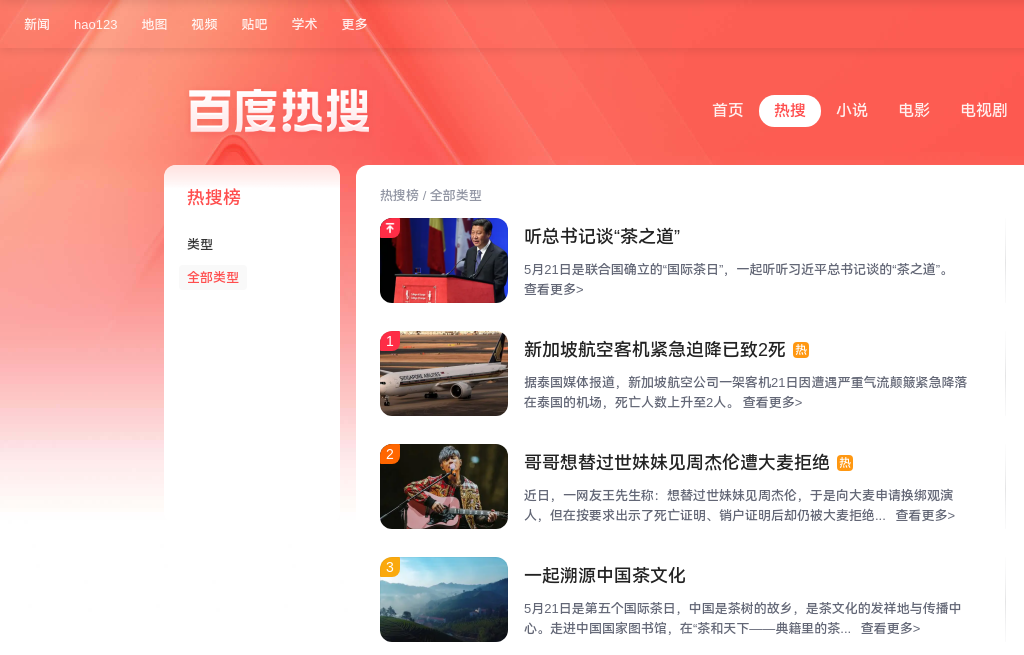 新闻 hao123 地图 视频 贴吧 学术 更多
百度热搜
首页 热搜 小说 电影 电视剧
热搜榜
类型
全部类型
热搜榜 / 全部类型
听总书记谈“茶之道”
5月21日是联合国确立的“国际茶日”，一起听听习近平总书记谈的“茶之道”。
查看更多>
1
SINGAPORE AIRLINES
新加坡航空客机紧急迫降已致2死 热
据泰国媒体报道，新加坡航空公司一架客机21日因遭遇严重气流颠簸紧急降落
在泰国的机场，死亡人数上升至2人。 查看更多>
2
哥哥想替过世妹妹见周杰伦遭大麦拒绝 热
近日，一网友王先生称：想替过世妹妹见周杰伦，于是向大麦申请换绑观演
人，但在按要求出示了死亡证明、销户证明后却仍被大麦拒绝... 查看更多>
3
一起溯源中国茶文化
5月21日是第五个国际茶日，中国是茶树的故乡，是茶文化的发祥地与传播中
心。走进中国国家图书馆，在“茶和天下——典籍里的茶... 查看更多>